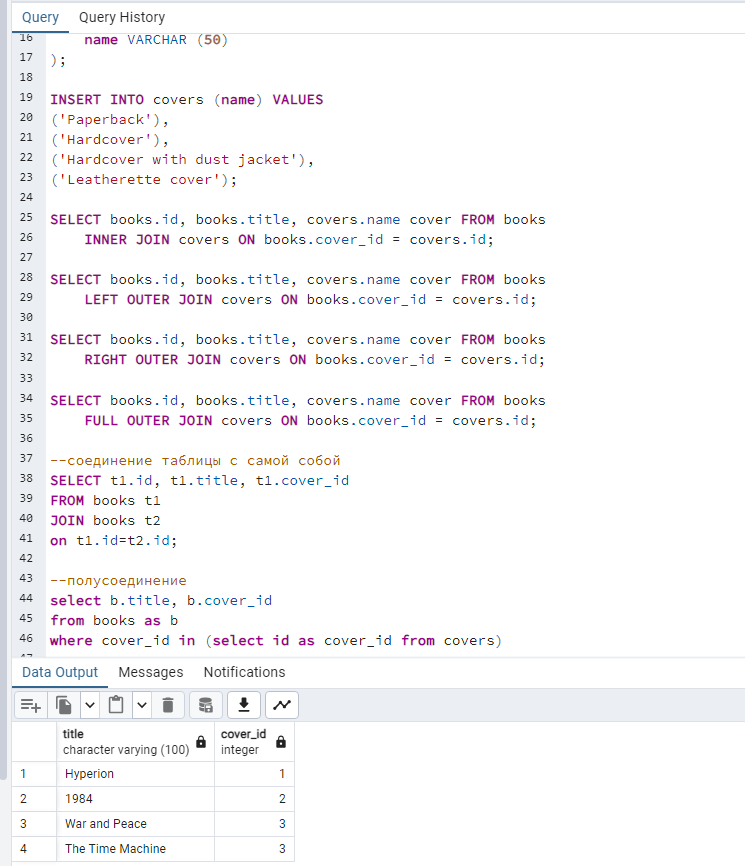 Query Query History
16 name VARCHAR (50)
17 );
18
19 INSERT INTO covers (name) VALUES
20 ('Paperback'),
21 ('Hardcover'),
22 ('Hardcover with dust jacket'),
23 ('Leatherette cover');
24
25 SELECT books.id, books.title, covers.name cover FROM books
26 INNER JOIN covers ON books.cover_id = covers.id;
27
28 SELECT books.id, books.title, covers.name cover FROM books
29 LEFT OUTER JOIN covers ON books.cover_id = covers.id;
30
31 SELECT books.id, books.title, covers.name cover FROM books
32 RIGHT OUTER JOIN covers ON books.cover_id = covers.id;
33
34 SELECT books.id, books.title, covers.name cover FROM books
35 FULL OUTER JOIN covers ON books.cover_id = covers.id;
36
37 --соединение таблицы с самой собой
38 SELECT t1.id, t1.title, t1.cover_id
39 FROM books t1
40 JOIN books t2
41 on t1.id=t2.id;
42
43 --полусоединение
44 select b.title, b.cover_id
45 from books as b
46 where cover_id in (select id as cover_id from covers)
Data Output Messages Notifications
title cover_id
character varying (100) integer
1 Hyperion 1
2 1984 2
3 War and Peace 3
4 The Time Machine 3